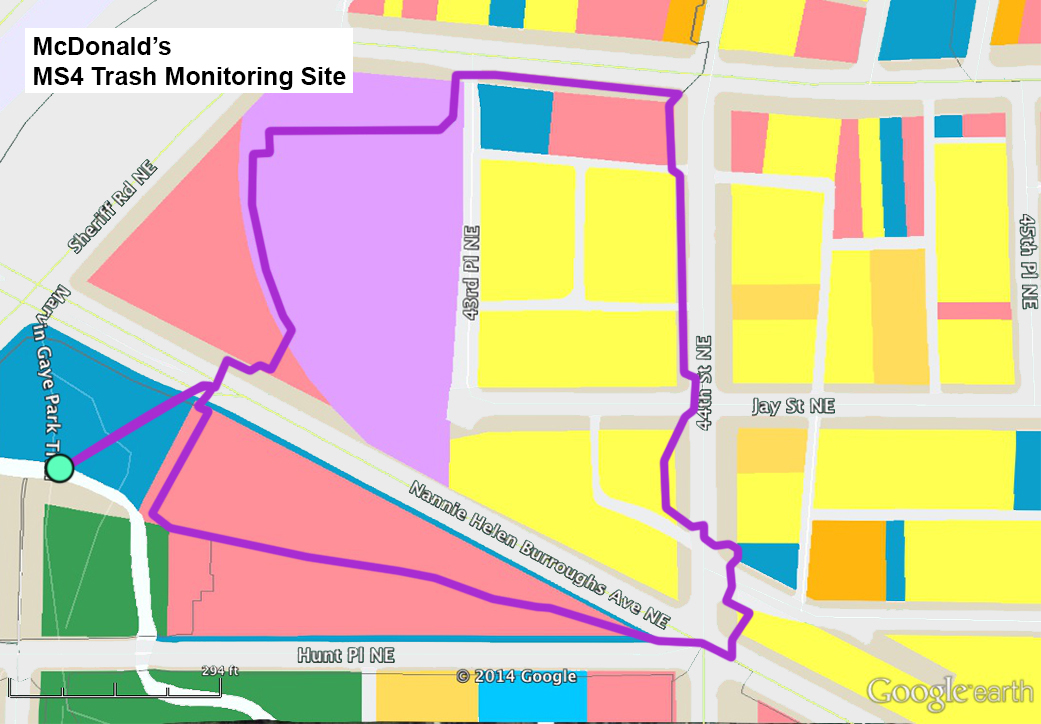 McDonald's
MS4 Trash Monitoring Site
Sheriff Rd NE
Marvin Gaye Park
43rd Pl NE
45th Pl NE
44th St NE
Jay St NE
Nannie Helen Burroughs Ave NE
Hunt Pl NE
294 ft
© 2014 Google
Google earth